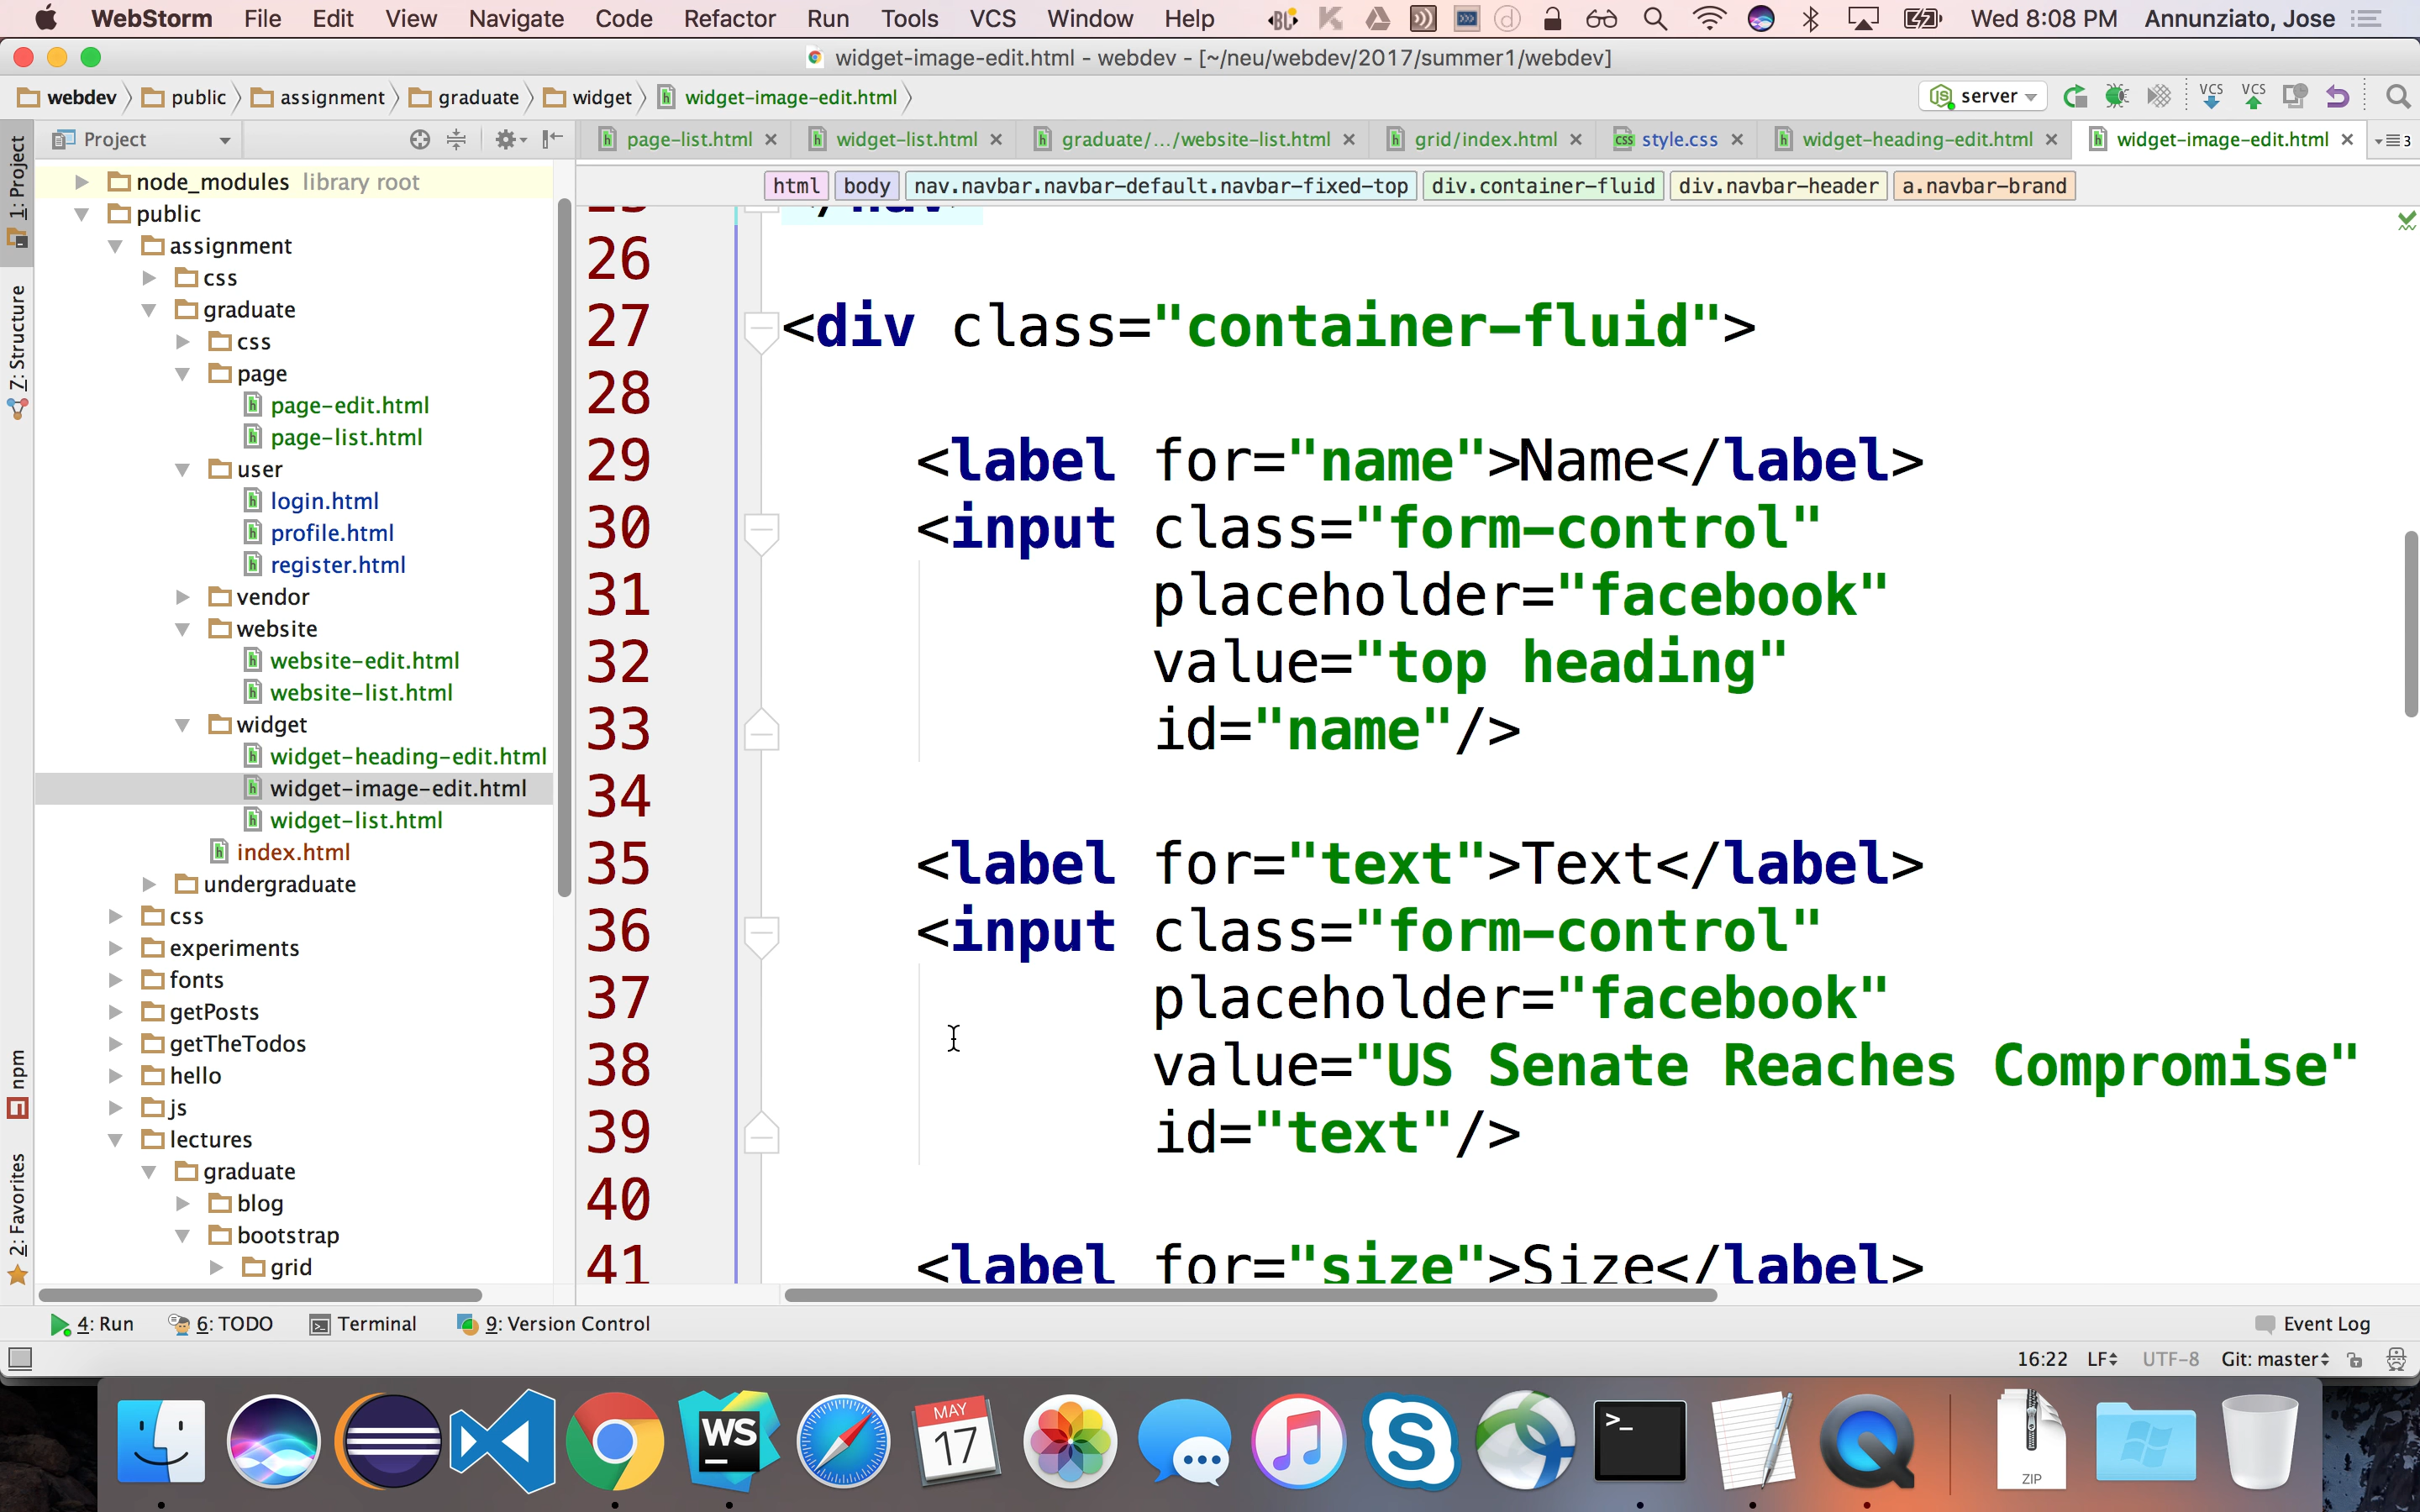 WebStorm File Edit View Navigate Code Refactor Run Tools VCS Window Help Wed 8:08 PM Annunziato, Jose
widget-image-edit.html - webdev - [~/neu/webdev/2017/summer1/webdev]
webdev public assignment graduate widget widget-image-edit.html server VCS VCS
Project page-list.html widget-list.html graduate/.../website-list.html grid/index.html style.css widget-heading-edit.html widget-image-edit.html 3
html body nav.navbar.navbar-default.navbar-fixed-top div.container-fluid div.navbar-header a.navbar-brand
1: Project
7: Structure
npm
2: Favorites
node_modules library root
public
assignment
css
graduate
css
page
page-edit.html
page-list.html
user
login.html
profile.html
register.html
vendor
website
website-edit.html
website-list.html
widget
widget-heading-edit.html
widget-image-edit.html
widget-list.html
index.html
undergraduate
css
experiments
fonts
getPosts
getTheTodos
hello
js
lectures
graduate
blog
bootstrap
grid
26
27 <div class="container-fluid">
28
29 <label for="name">Name</label>
30 <input class="form-control"
31 placeholder="facebook"
32 value="top heading"
33 id="name"/>
34
35 <label for="text">Text</label>
36 <input class="form-control"
37 placeholder="facebook"
38 value="US Senate Reaches Compromise"
39 id="text"/>
40
41 <label for="size">Size</label>
4: Run 6: TODO Terminal 9: Version Control Event Log
16:22 LF UTF-8 Git: master
WS
MAY
17
ZIP